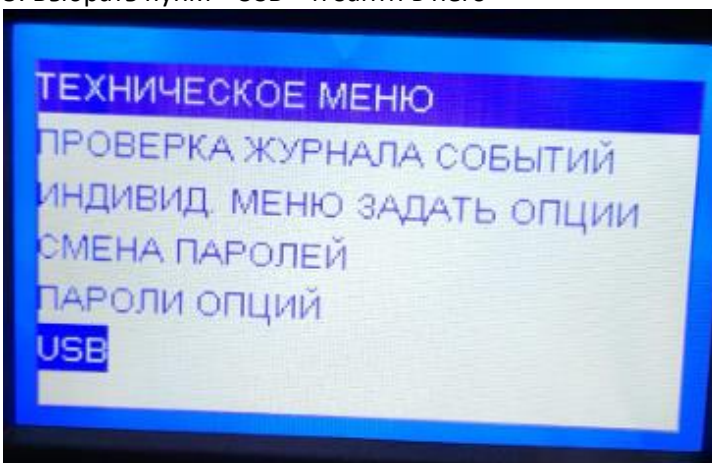 ТЕХНИЧЕСКОЕ МЕНЮ
ПРОВЕРКА ЖУРНАЛА СОБЫТИЙ
ИНДИВИД. МЕНЮ ЗАДАТЬ ОПЦИИ
СМЕНА ПАРОЛЕЙ
ПАРОЛИ ОПЦИЙ
USB